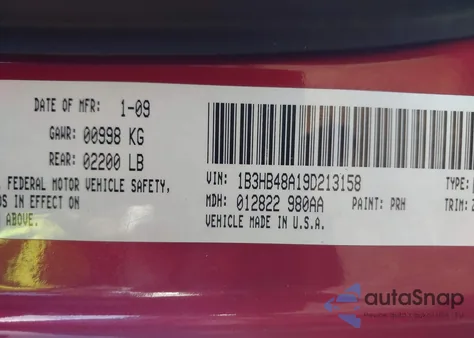 DATE OF MFR: 1-09
GAWR: 00998 KG
REAR: 02200 LB
FEDERAL MOTOR VEHICLE SAFETY,
DS IN EFFECT ON
ABOVE.
VIN: 1B3HB48A19D213158
TYPE:
MDH: 012822 980AA
PAINT: PRH
TRIM:
VEHICLE MADE IN U.S.A.
autoSnap